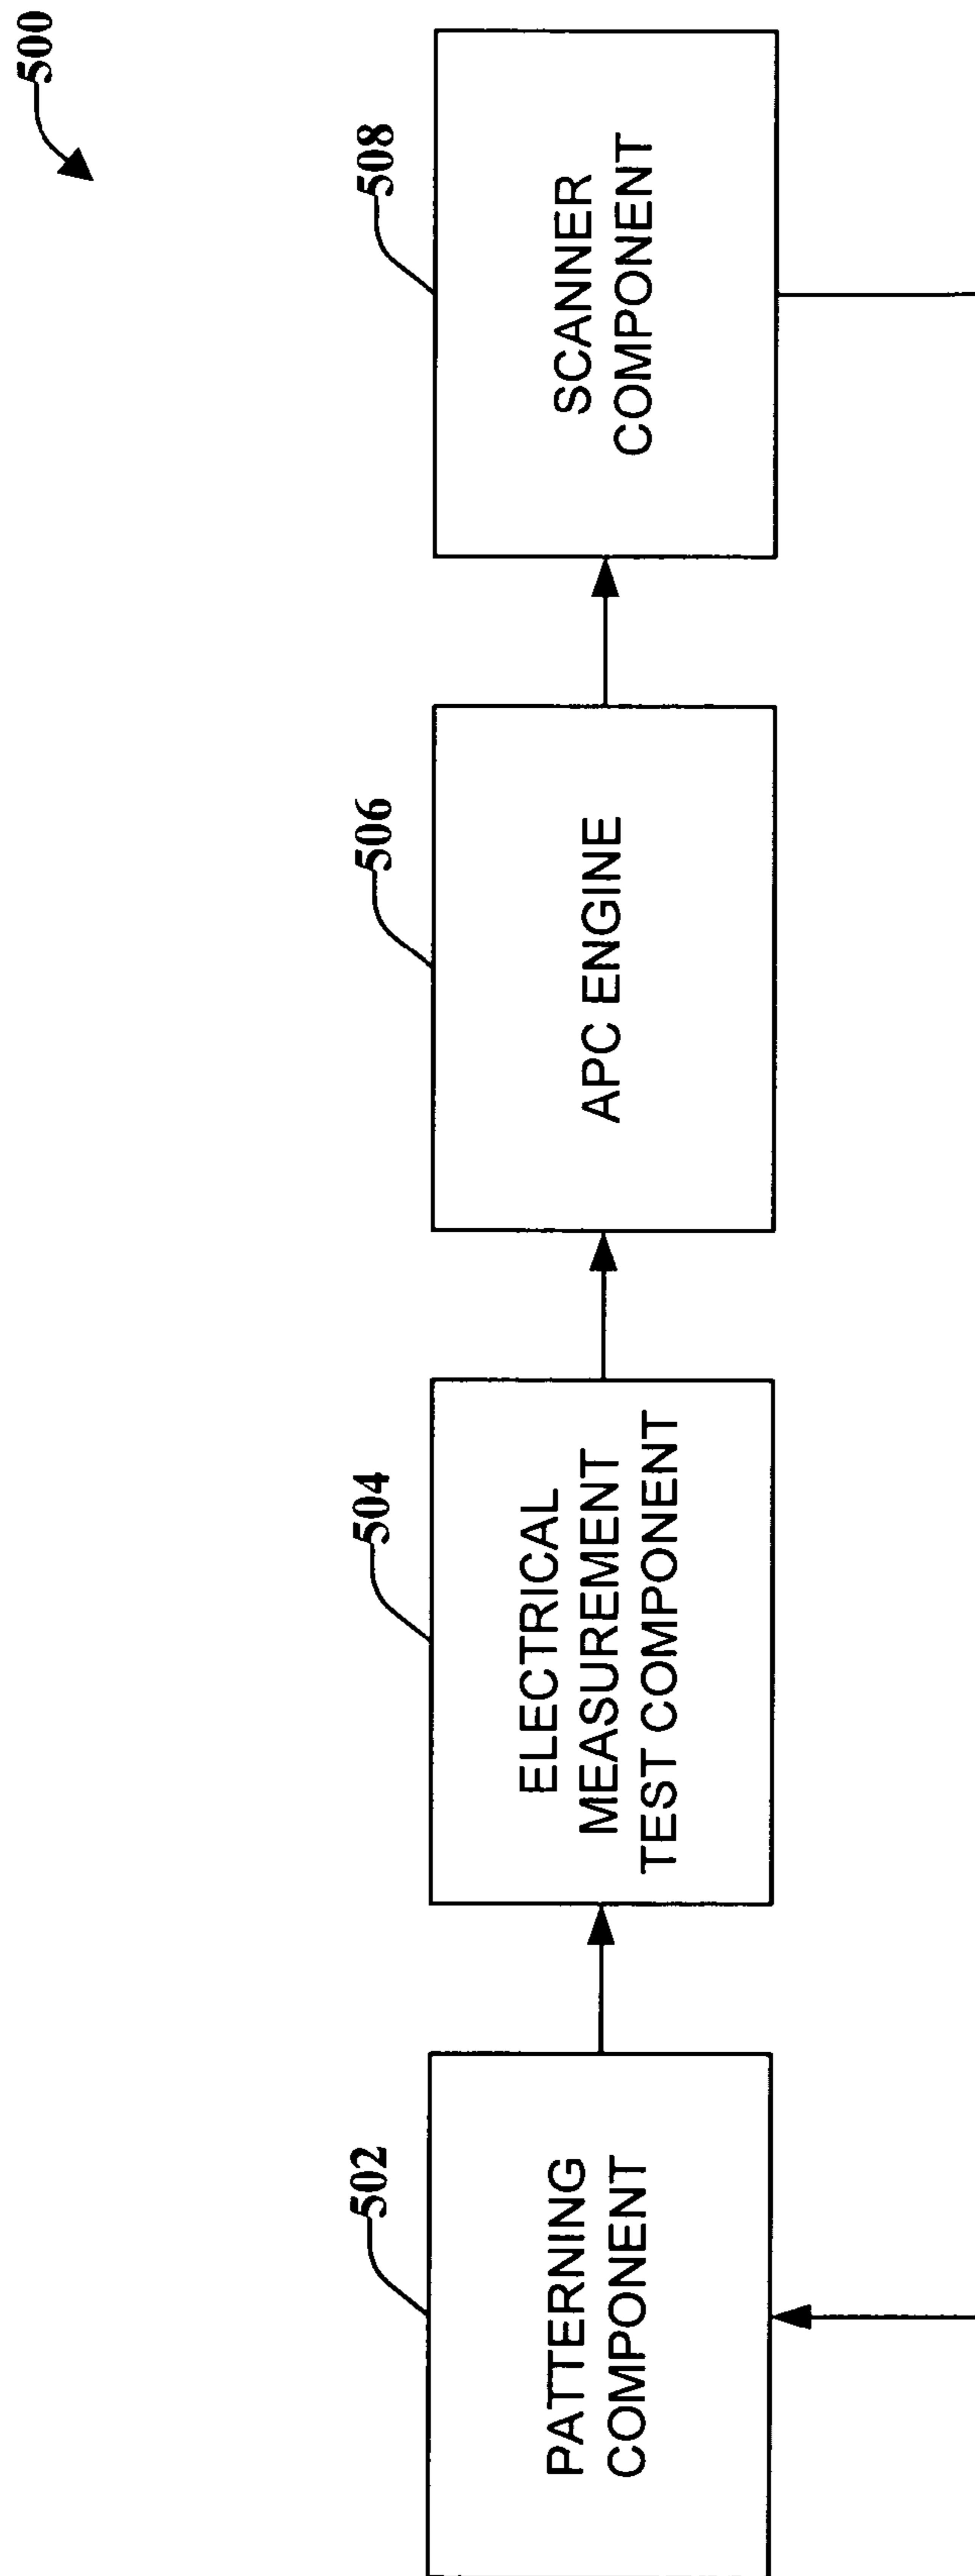 500
502
PATTERNING
COMPONENT
504
ELECTRICAL
MEASUREMENT
TEST COMPONENT
506
APC ENGINE
508
SCANNER
COMPONENT